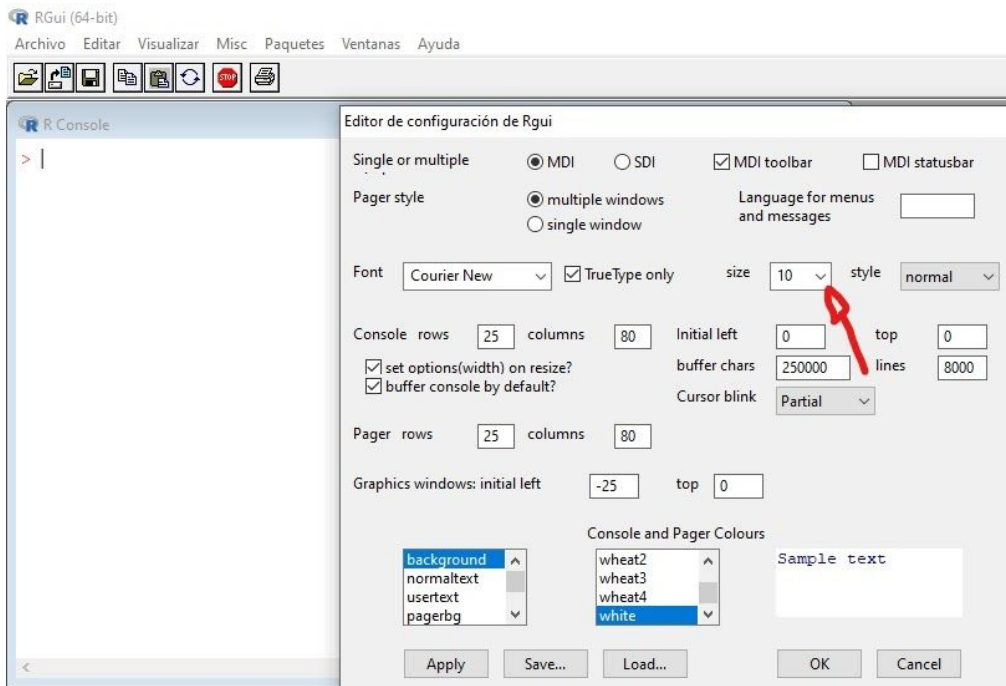 RGui (64-bit)
Archivo Editar Visualizar Misc Paquetes Ventanas Ayuda
STOP
R Console
>
Editor de configuración de Rgui
Single or multiple
MDI SDI MDI toolbar MDI statusbar
Pager style multiple windows
single window
Language for menus
and messages
Font Courier New TrueType only size 10 style normal
Console rows 25 columns 80 Initial left 0 top 0
set options(width) on resize?
buffer chars 250000 lines 8000
buffer console by default?
Cursor blink Partial
Pager rows 25 columns 80
Graphics windows: initial left -25 top 0
Console and Pager Colours
background
normaltext
usertext
pagerbg
wheat2
wheat3
wheat4
white
Sample text
Apply Save... Load... OK Cancel